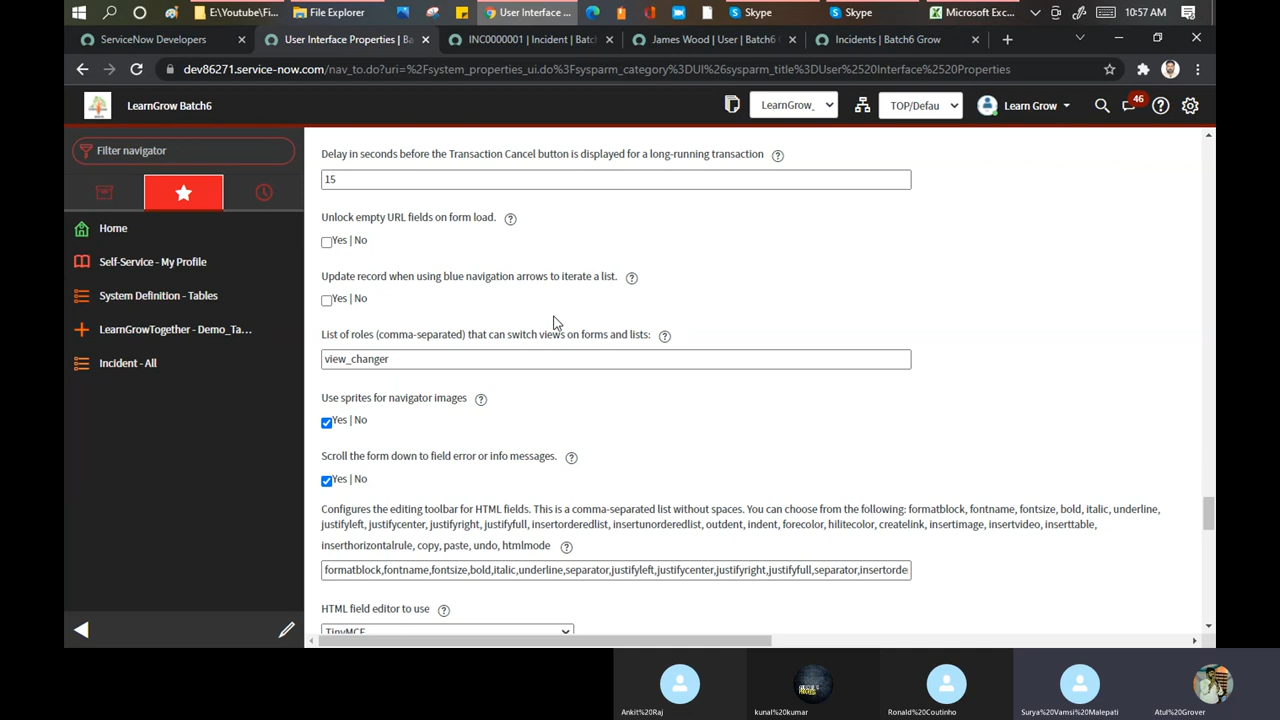 E:\Youtube\Fi...
File Explorer
User Interface ...
Skype
Skype
Microsoft Exc...
10:57 AM
ServiceNow Developers
User Interface Properties | Ba
INC0000001 | Incident | Batc
James Wood | User | Batch6
Incidents | Batch6 Grow
dev86271.service-now.com/nav_to.do?uri=%2Fsystem_properties_ui.do%3Fsysparm_category%3DUI%26sysparm_title%3DUser%2520Interface%2520Properties
LearnGrow Batch6
LearnGrow_
TOP/Defau
Learn Grow
46
Filter navigator
Home
Self-Service - My Profile
System Definition - Tables
LearnGrowTogether - Demo_Ta...
Incident - All
Delay in seconds before the Transaction Cancel button is displayed for a long-running transaction
15
Unlock empty URL fields on form load.
Yes | No
Update record when using blue navigation arrows to iterate a list.
Yes | No
List of roles (comma-separated) that can switch views on forms and lists:
view_changer
Use sprites for navigator images
Yes | No
Scroll the form down to field error or info messages.
Yes | No
Configures the editing toolbar for HTML fields. This is a comma-separated list without spaces. You can choose from the following: formatblock, fontname, fontsize, bold, italic, underline,
justifyleft, justifycenter, justifyright, justifyfull, insertorderedlist, insertunorderedlist, outdent, indent, forecolor, hilitecolor, createlink, insertimage, insertvideo, inserttable,
inserthorizontalrule, copy, paste, undo, htmlmode
formatblock,fontname,fontsize,bold,italic,underline,separator,justifyleft,justifycenter,justifyright,justifyfull,separator,insertorde
HTML field editor to use
TinyMCE
Ankit%20Raj
kunal%20kumar
Ronald%20Coutinho
Surya%20Vamsi%20Malepati
Atul%20Grover